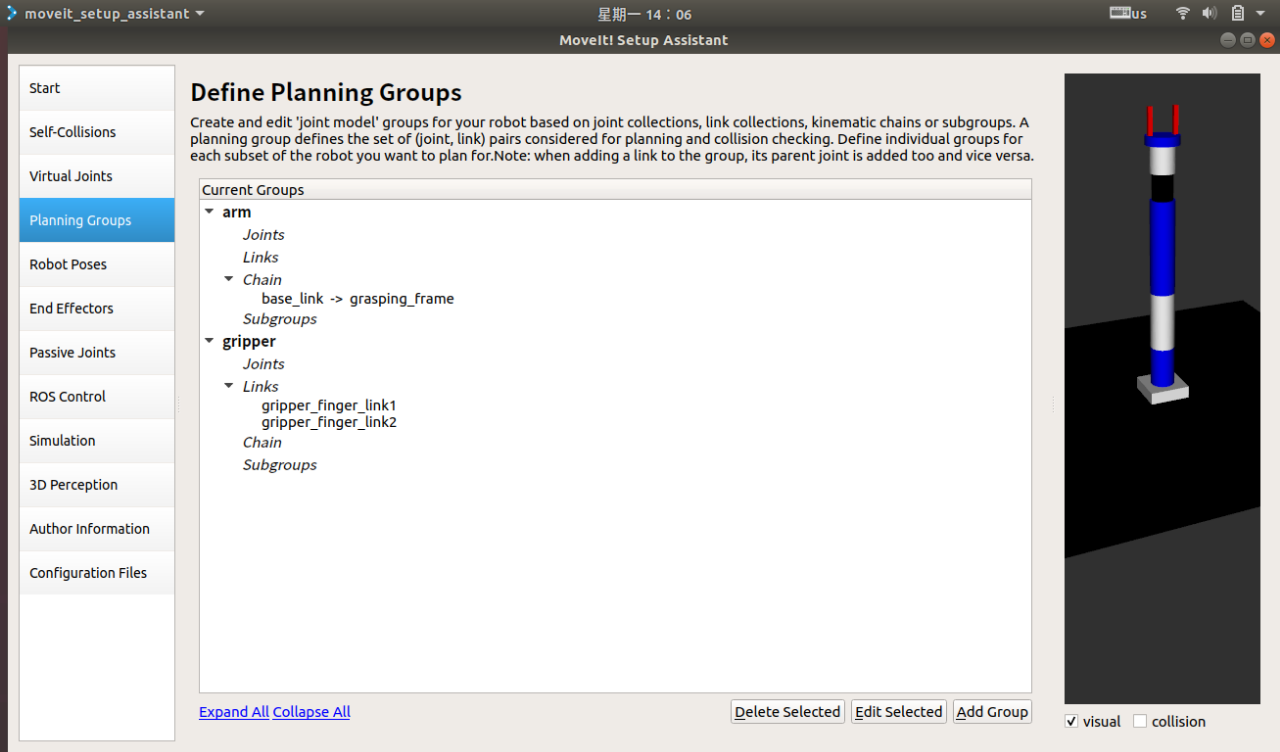 moveit_setup_assistant
星期一 14：06
us
MoveIt! Setup Assistant
Start
Self-Collisions
Virtual Joints
Planning Groups
Robot Poses
End Effectors
Passive Joints
ROS Control
Simulation
3D Perception
Author Information
Configuration Files
Define Planning Groups
Create and edit 'joint model' groups for your robot based on joint collections, link collections, kinematic chains or subgroups. A
planning group defines the set of (joint, link) pairs considered for planning and collision checking. Define individual groups for
each subset of the robot you want to plan for.Note: when adding a link to the group, its parent joint is added too and vice versa.
Current Groups
arm
Joints
Links
Chain
base_link -> grasping_frame
Subgroups
gripper
Joints
Links
gripper_finger_link1
gripper_finger_link2
Chain
Subgroups
Expand All Collapse All
Delete Selected
Edit Selected
Add Group
visual
collision